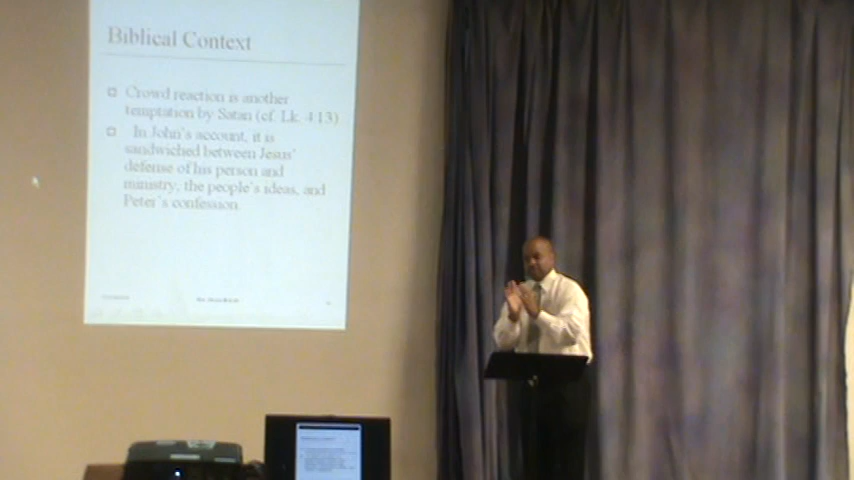 Biblical Context
Crowd reaction is another
temptation by Satan (cf. Lk. 4:13)
In John's account, it is
sandwiched between Jesus'
defense of his person and
ministry, the people's ideas, and
Peter's confession.